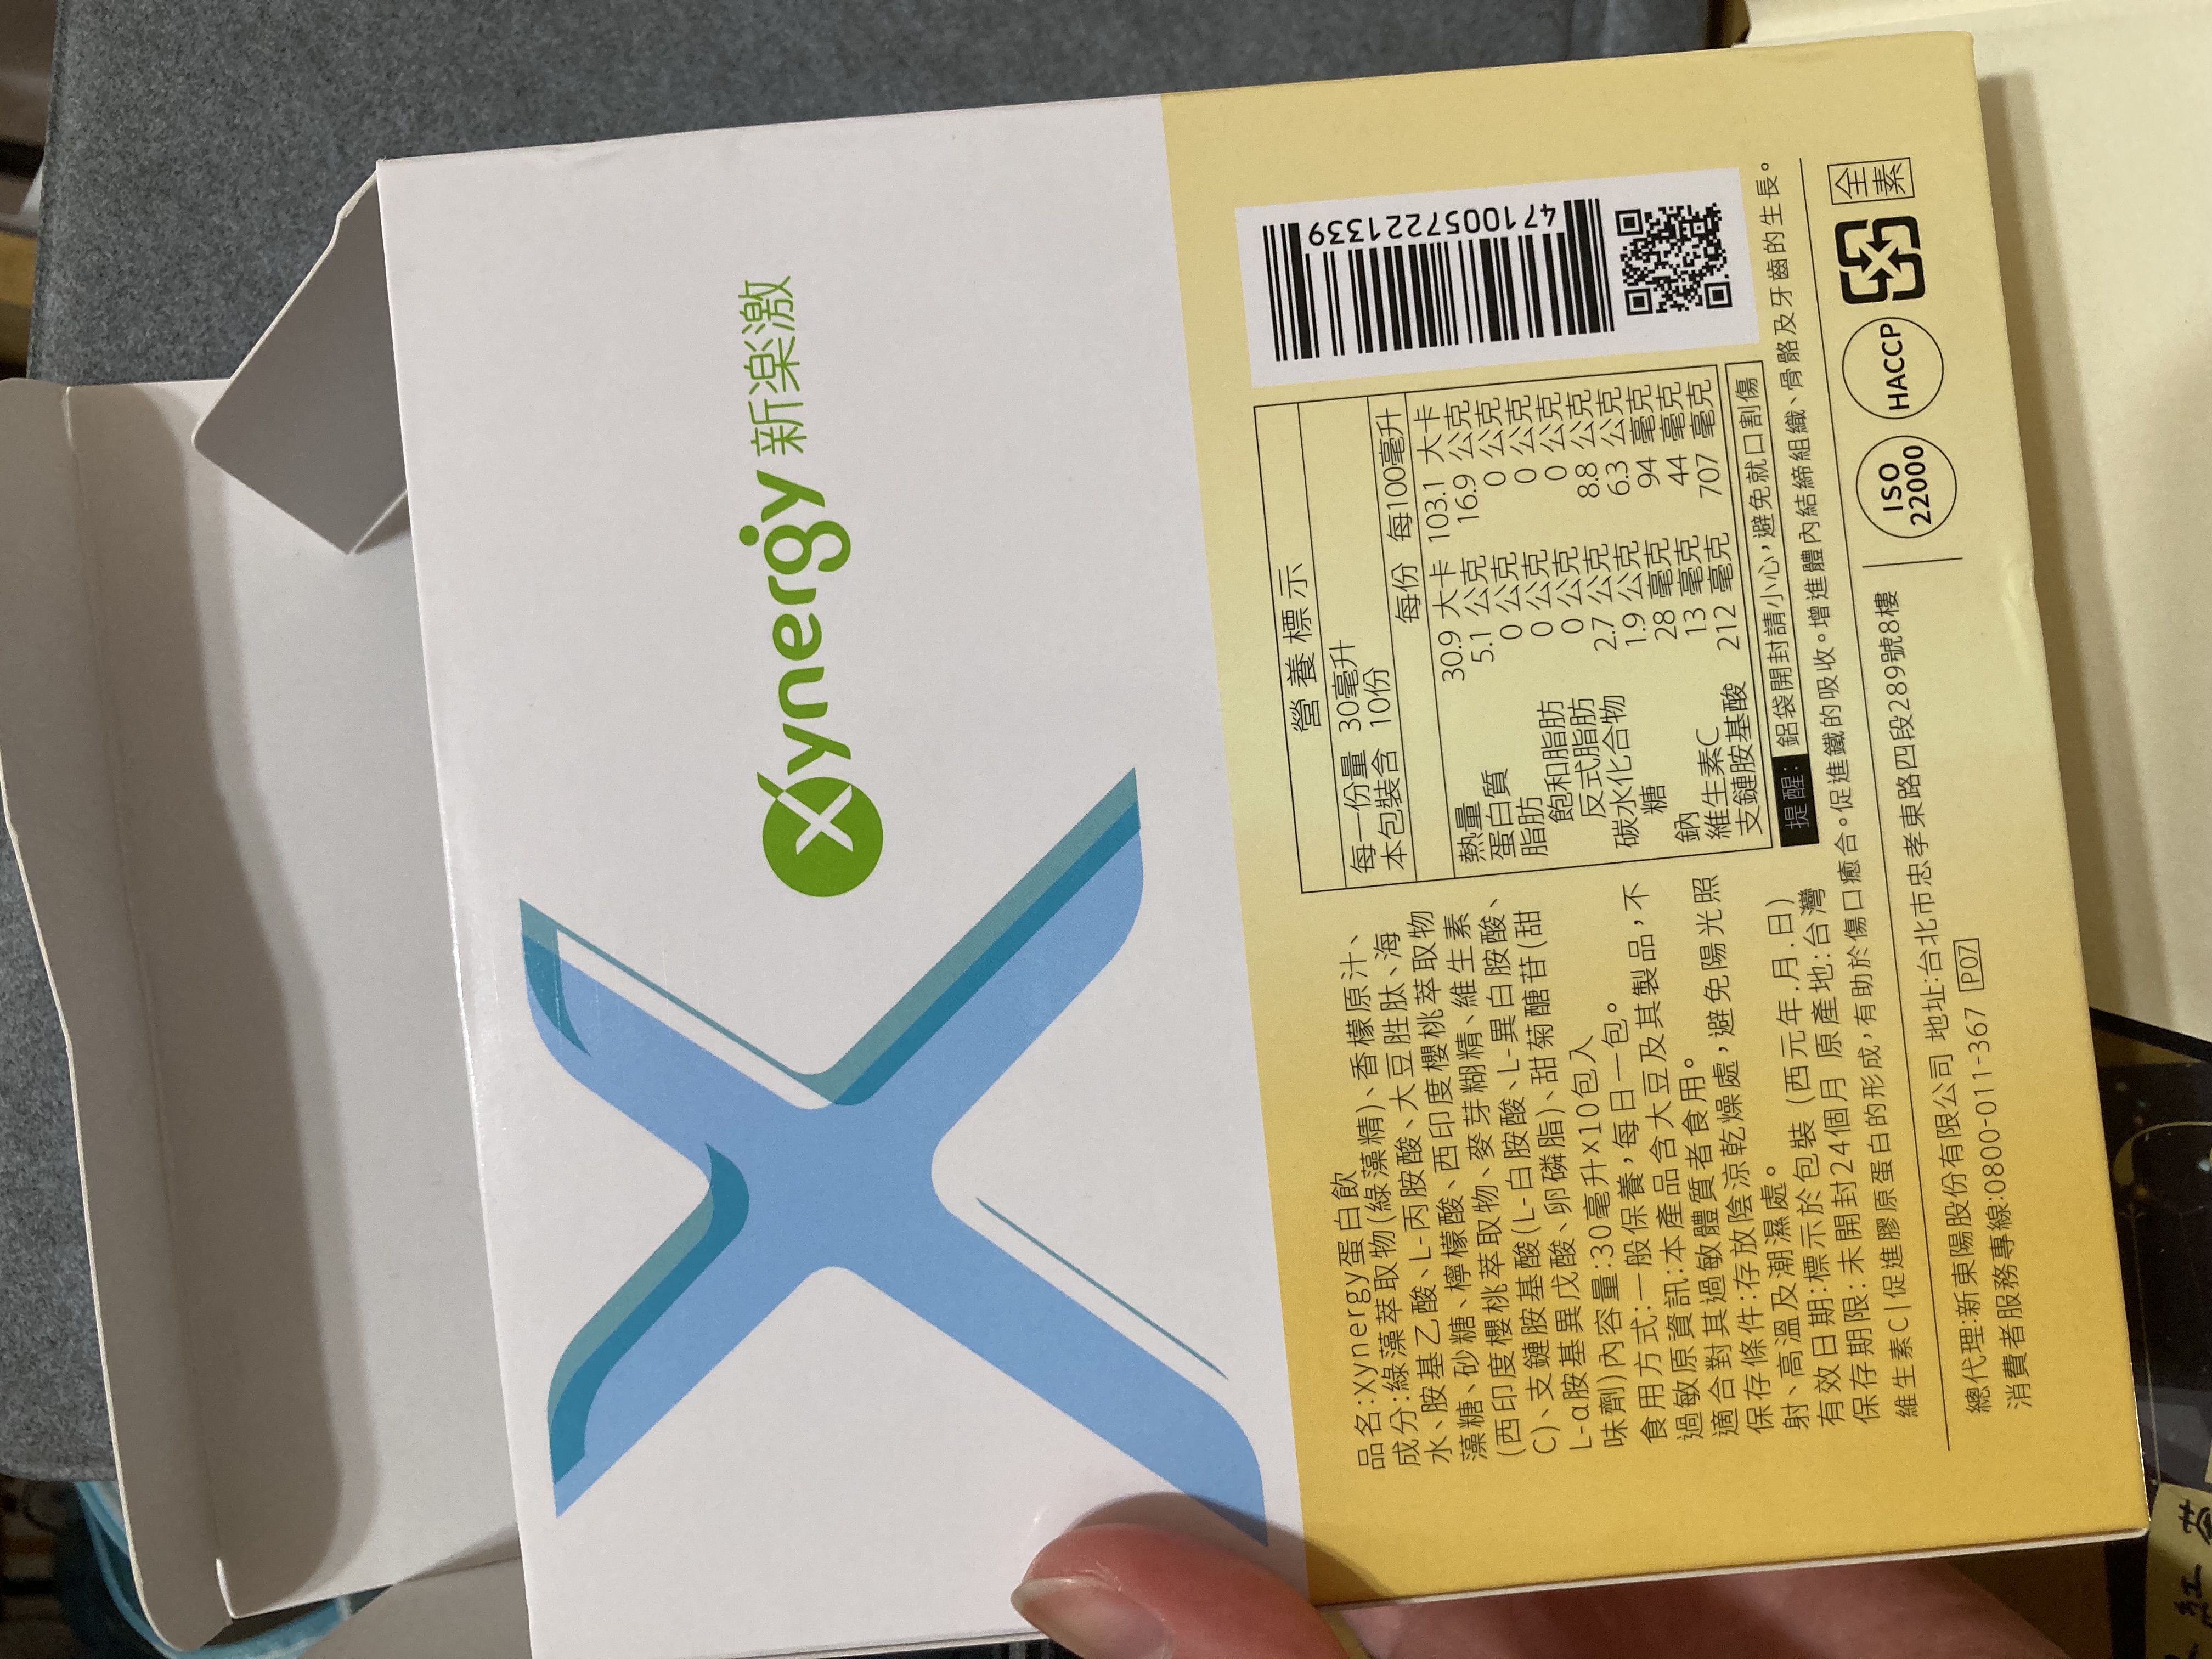 Xynergy 新楽激
品名:Xynergy蛋白飲
成分:綠藻萃取物(綠藻精)、香檬原汁、
水、胺基乙酸、L-丙胺酸、大豆胜肽、海
藻糖、砂糖、檸檬酸、西印度櫻桃萃取物
(西印度櫻桃萃取物、麥芽糊精、維生素
C)、支鏈胺基酸(L-白胺酸、L-異白胺酸、
L-α胺基異戊酸、卵磷脂)、甜菊醣苷(甜
味劑)內容量:30毫升X10包入
食用方式:一般保養,每日一包。
過敏原資訊:本產品含大豆及其製品,不
適合對其過敏體質者食用。
保存條件:存放陰涼乾燥處,避免陽光照
射、高溫及潮濕處。
有效日期:標示於包裝 (西元年.月.日)
保存期限:未開封24個月 原產地:台灣
維生素C|促進膠原蛋白的形成,有助於傷口癒合。促進鐵的吸收。增進體內結締組織、骨骼及牙齒的生長。
營養標示
每一份量 30毫升
本包裝含 10份
每份 每100毫升
熱量 30.9 大卡 103.1 大卡
蛋白質 5.1 公克 16.9 公克
脂肪 0 公克 0 公克
飽和脂肪 0 公克 0 公克
反式脂肪 0 公克 0 公克
碳水化合物 2.7 公克 8.8 公克
糖 1.9 公克 6.3 公克
鈉 28 毫克 94 毫克
維生素C 13 毫克 44 毫克
支鏈胺基酸 212 毫克 707 毫克
提醒: 鋁袋開封請小心,避免就口割傷
4710057221339
總代理:新東陽股份有限公司 地址:台北市忠孝東路四段289號8樓
消費者服務專線:0800-011-367 P07
ISO
22000
HACCP
全素
紅